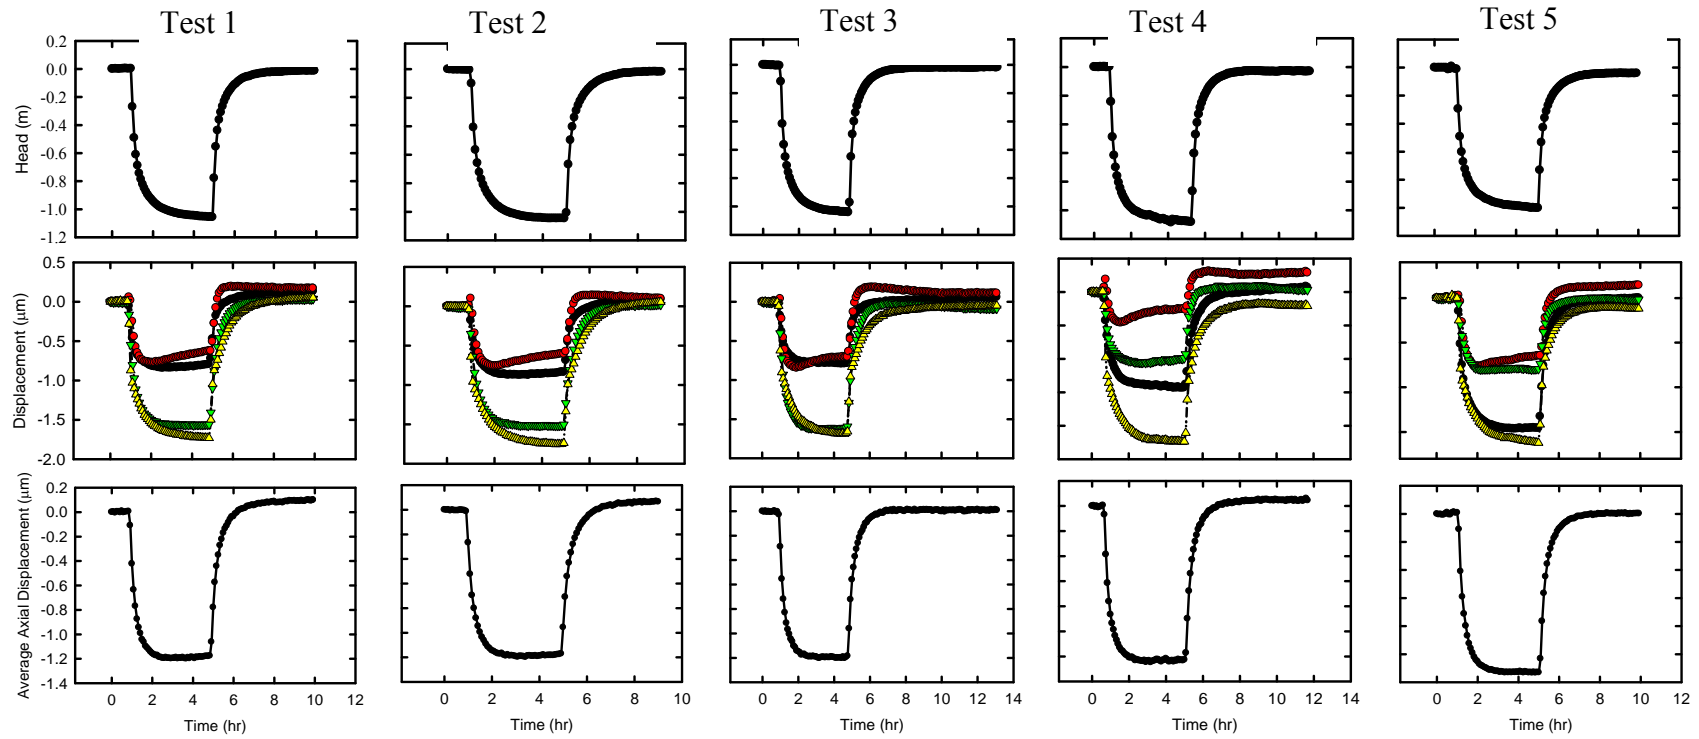 Test 1 Test 2 Test 3 Test 4 Test 5
Head (m)
0.2
0.0
-0.2
-0.4
-0.6
-0.8
-1.0
-1.2
Displacement (μm)
0.5
0.0
-0.5
-1.0
-1.5
-2.0
Average Axial Displacement (μm)
0.2
0.0
-0.2
-0.4
-0.6
-0.8
-1.0
-1.2
-1.4
0 2 4 6 8 10 12
0 2 4 6 8 10
0 2 4 6 8 10 12 14
0 2 4 6 8 10 12 14
0 2 4 6 8 10 12
Time (hr) Time (hr) Time (hr) Time (hr) Time (hr)